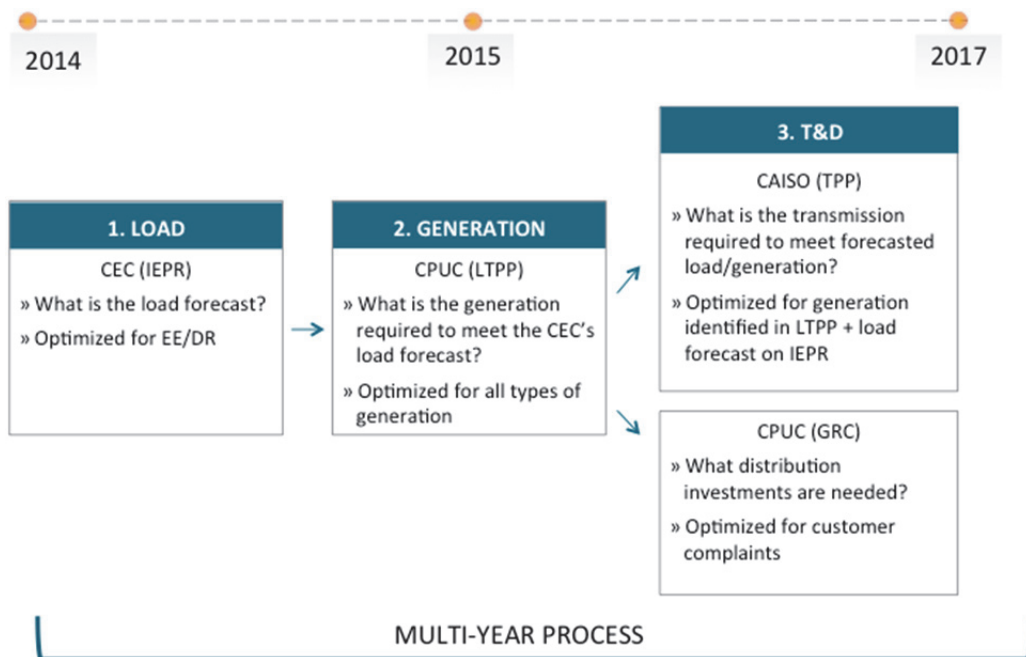 2014
2015
2017
1. LOAD
CEC (IEPR)
» What is the load forecast?
» Optimized for EE/DR
2. GENERATION
CPUC (LTPP)
» What is the generation
required to meet the CEC's
load forecast?
» Optimized for all types of
generation
3. T&D
CAISO (TPP)
» What is the transmission
required to meet forecasted
load/generation?
» Optimized for generation
identified in LTPP + load
forecast on IEPR
CPUC (GRC)
» What distribution
investments are needed?
» Optimized for customer
complaints
MULTI-YEAR PROCESS